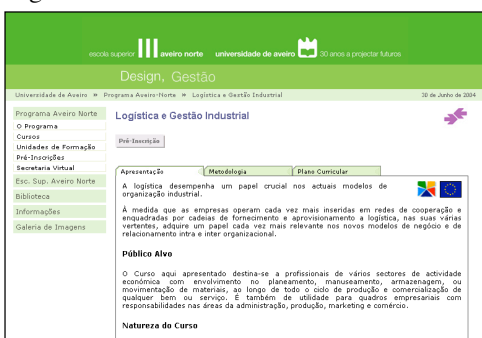 escola superior aveiro norte universidade de aveiro 30 anos a projectar futuros
Design, Gestão
Universidade de Aveiro » Programa Aveiro-Norte » Logística e Gestão Industrial 30 de Junho de 2004
Programa Aveiro Norte
O Programa
Cursos
Unidades de Formação
Pré-Inscrições
Secretaria Virtual
Esc. Sup. Aveiro Norte
Biblioteca
Informações
Galeria de Imagens
Logística e Gestão Industrial
Pré-Inscrição
Apresentação Metodologia Plano Curricular
A logística desempenha um papel crucial nos actuais modelos de
organização industrial.
À medida que as empresas operam cada vez mais inseridas em redes de cooperação e
enquadradas por cadeias de fornecimento e aprovisionamento a logística, nas suas várias
vertentes, adquire um papel cada vez mais relevante nos novos modelos de negócio e de
relacionamento intra e inter organizacional.
Público Alvo
O Curso aqui apresentado destina-se a profissionais de vários sectores de actividade
económica com envolvimento no planeamento, manuseamento, armazenagem, ou
movimentação de materiais, ao longo de todo o ciclo de produção e comercialização de
qualquer bem ou serviço. É também de utilidade para quadros empresariais com
responsabilidades nas áreas da administração, produção, marketing e comércio.
Natureza do Curso